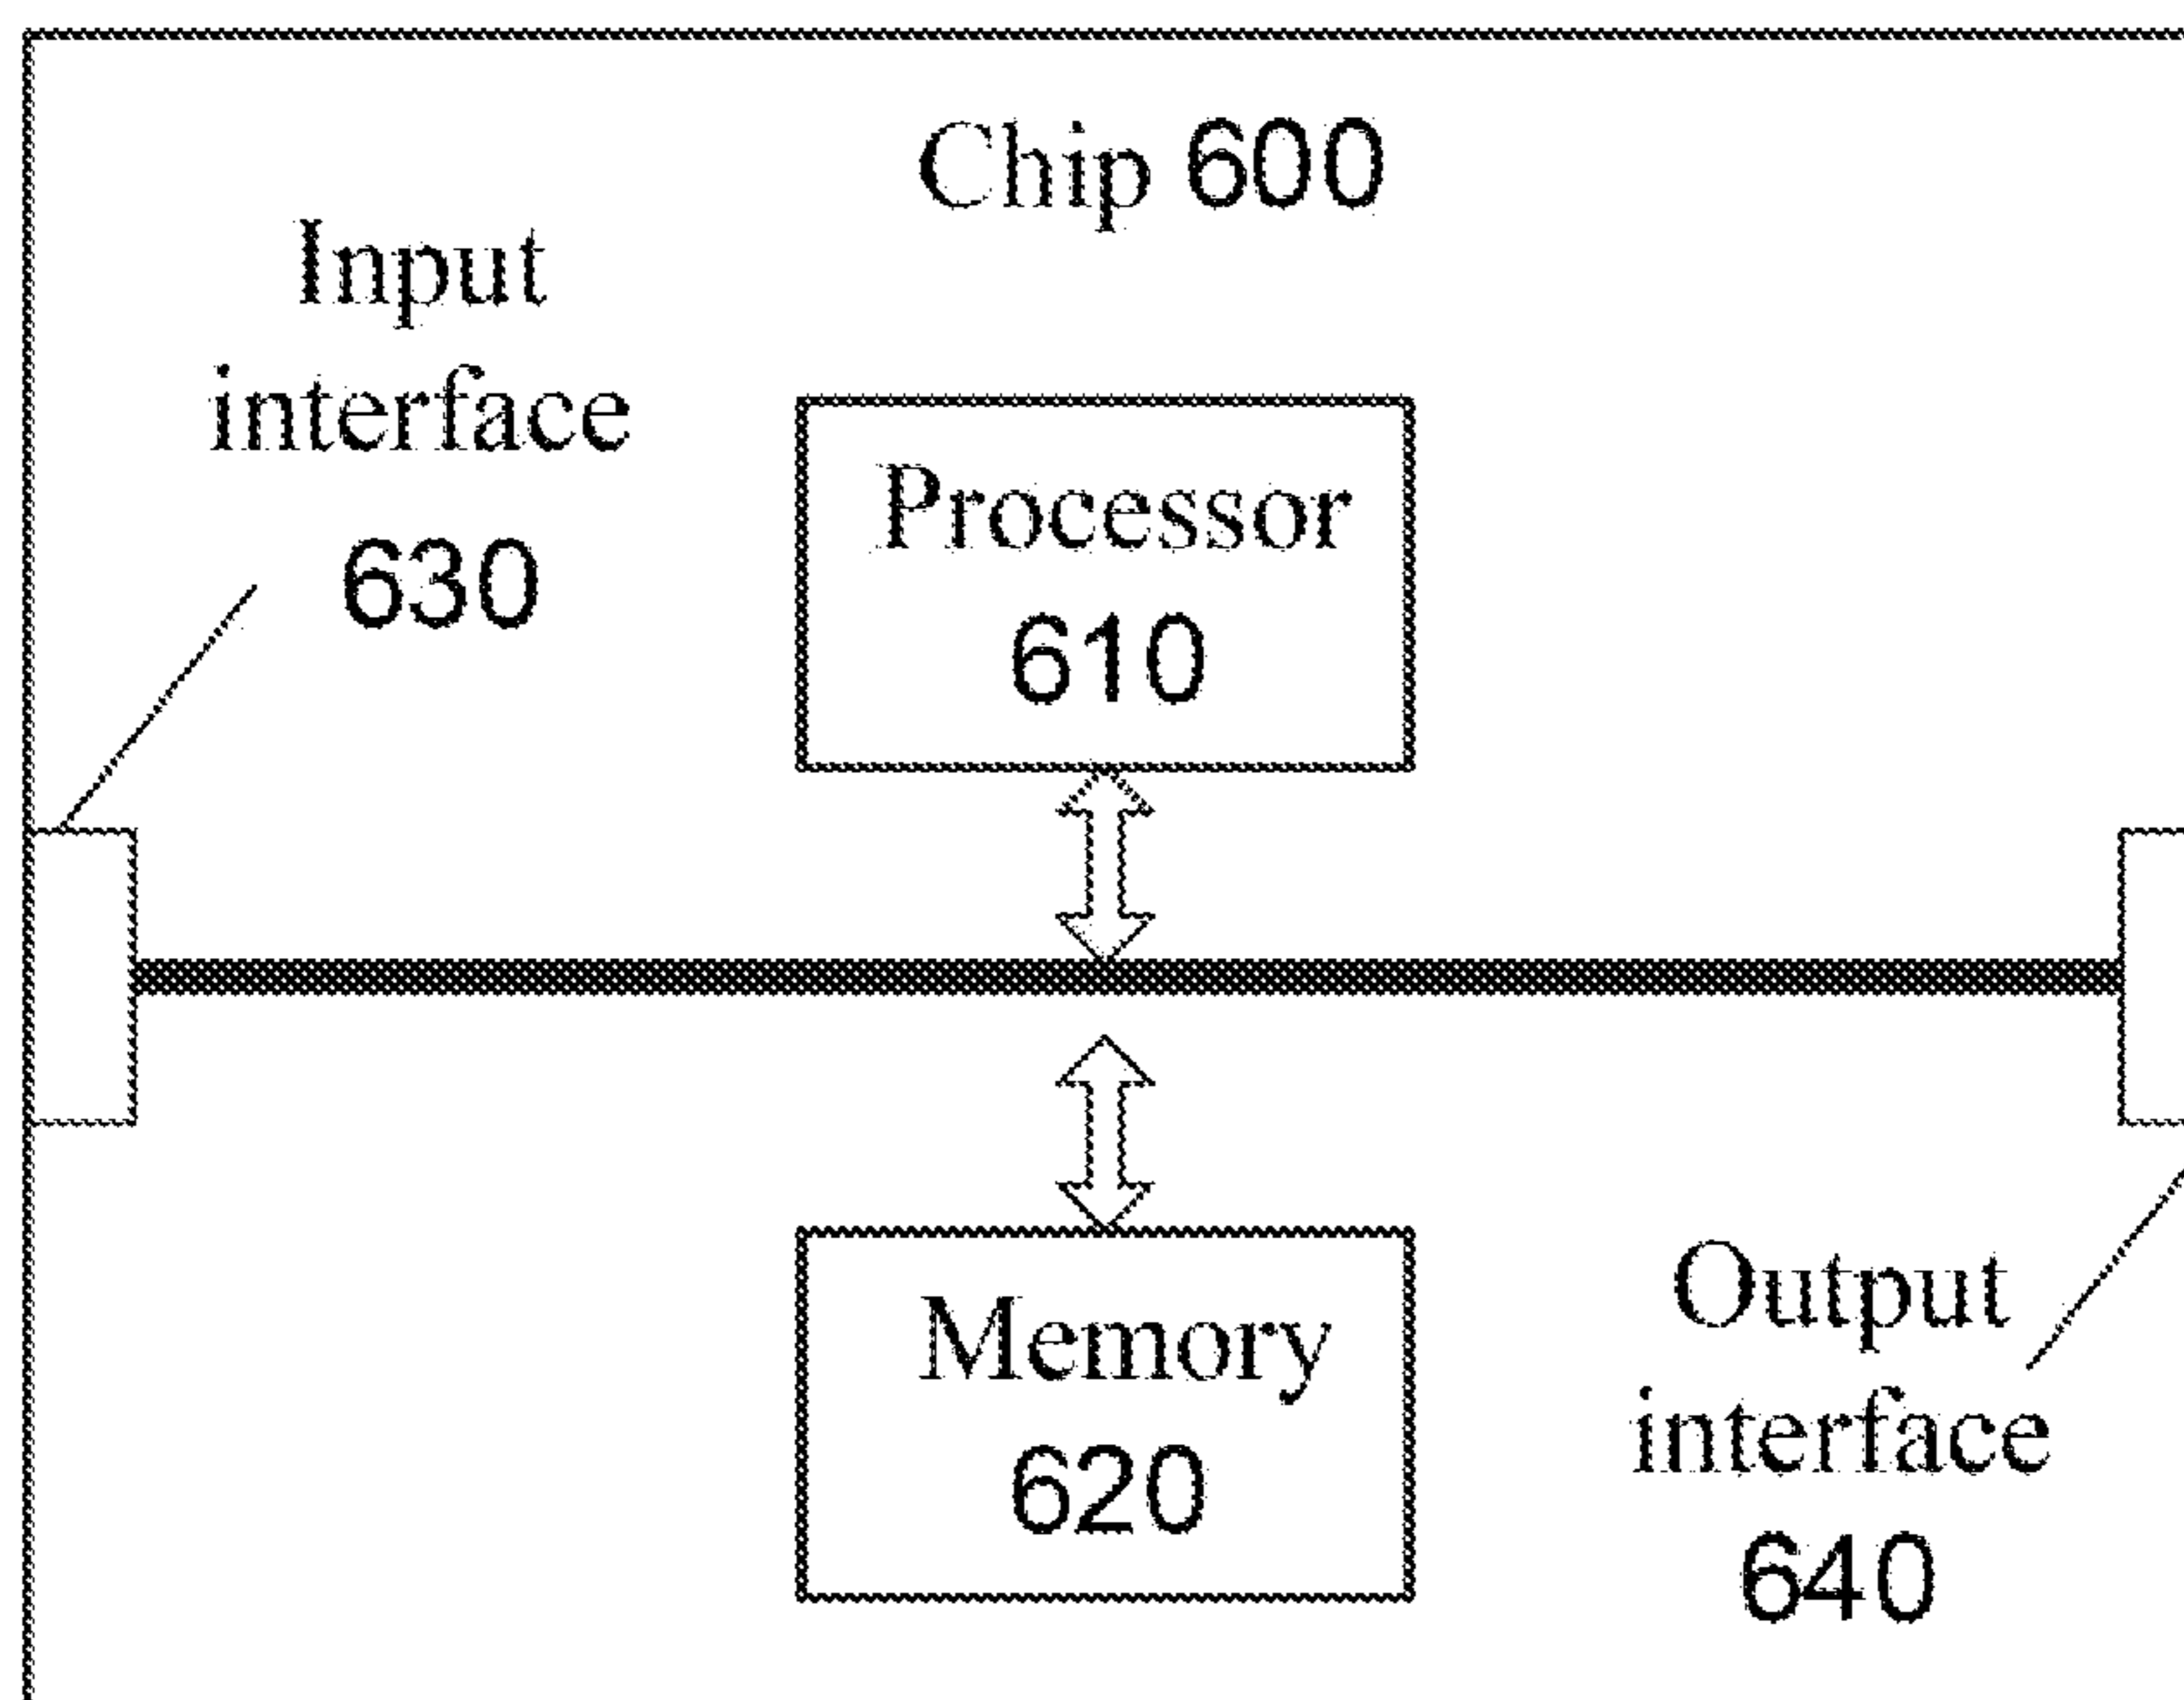 Chip 600
Input
interface
630
Processor
610
Memory
620
Output
interface
640